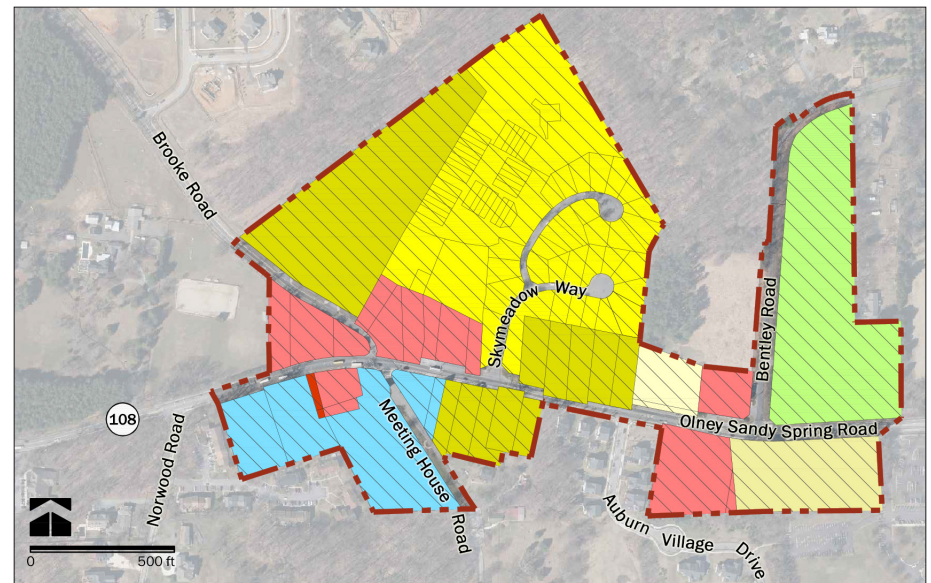 Brooke Road
Skymeadow Way
Bentley Road
Olney Sandy Spring Road
108
Norwood Road
Meeting House Road
Auburn Village Drive
0 500 ft